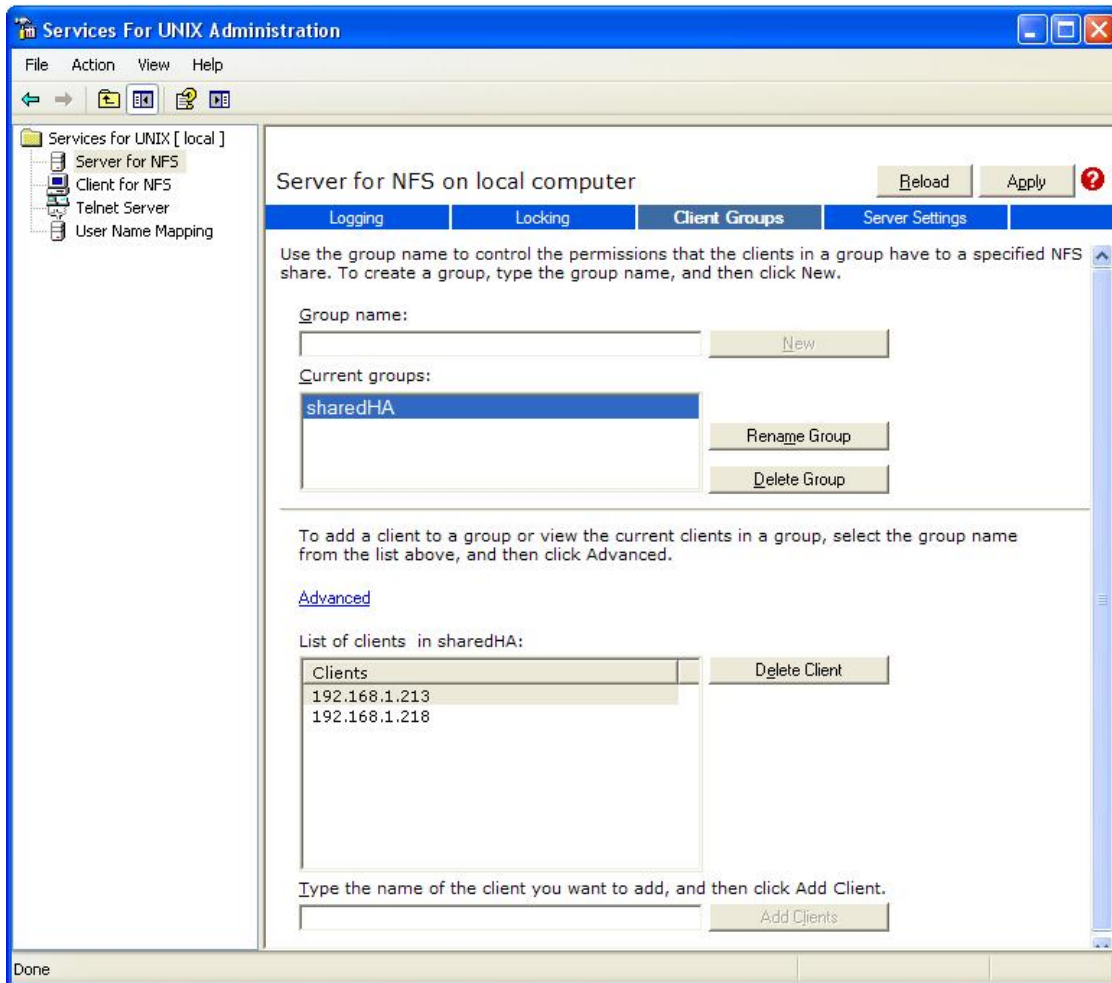 Services For UNIX Administration
File Action View Help
Services for UNIX [ local ]
Server for NFS
Client for NFS
Telnet Server
User Name Mapping
Server for NFS on local computer
Reload
Apply
Logging
Locking
Client Groups
Server Settings
Use the group name to control the permissions that the clients in a group have to a specified NFS
share. To create a group, type the group name, and then click New.
Group name:
New
Current groups:
sharedHA
Rename Group
Delete Group
To add a client to a group or view the current clients in a group, select the group name
from the list above, and then click Advanced.
Advanced
List of clients in sharedHA:
Clients
Delete Client
192.168.1.213
192.168.1.218
Type the name of the client you want to add, and then click Add Client.
Add Clients
Done